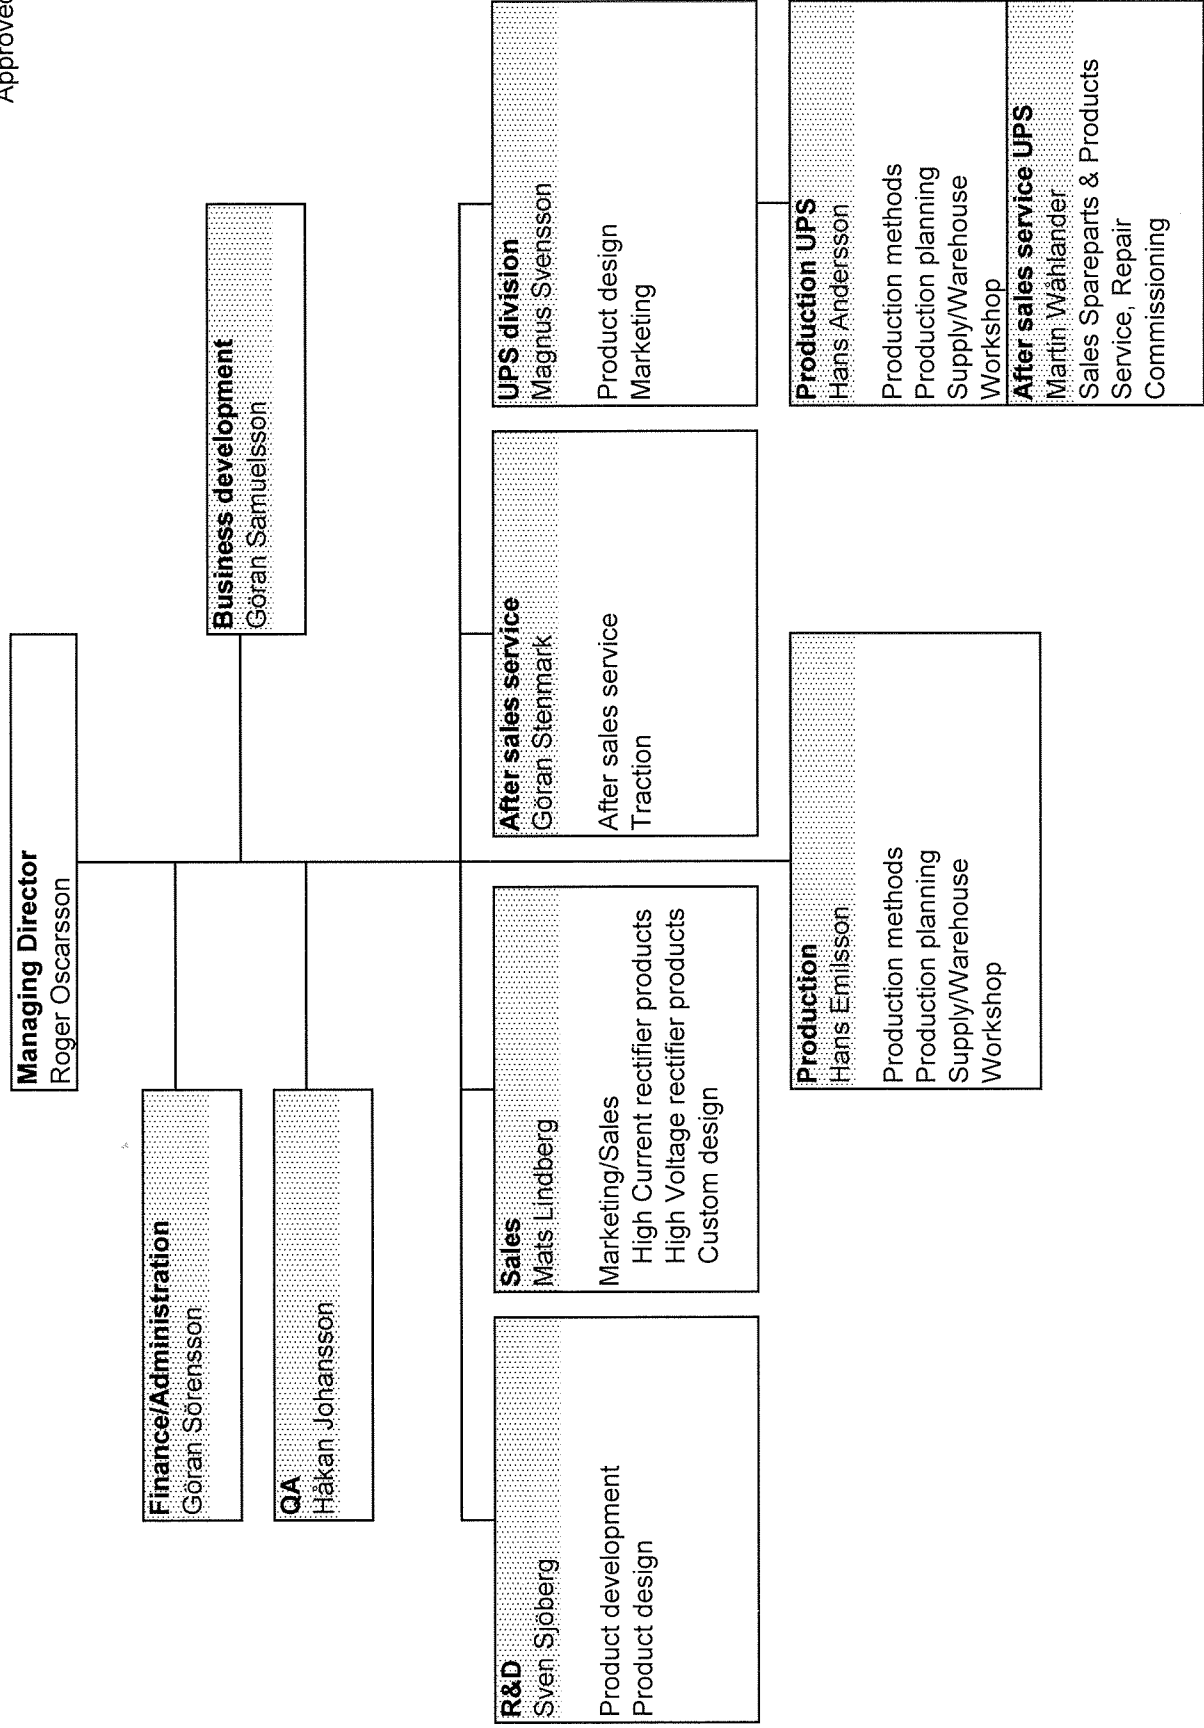 Approved
Managing Director
Roger Oscarsson
Finance/Administration
Göran Sörensson
Business development
Göran Samuelsson
QA
Håkan Johansson
R&D
Sven Sjöberg
Product development
Product design
Sales
Mats Lindberg
Marketing/Sales
High Current rectifier products
High Voltage rectifier products
Custom design
After sales service
Göran Stenmark
After sales service
Traction
UPS division
Magnus Svensson
Product design
Marketing
Production
Hans Emilsson
Production methods
Production planning
Supply/Warehouse
Workshop
Production UPS
Hans Andersson
Production methods
Production planning
Supply/Warehouse
Workshop
After sales service UPS
Martin Wåhlander
Sales Spareparts & Products
Service, Repair
Commissioning